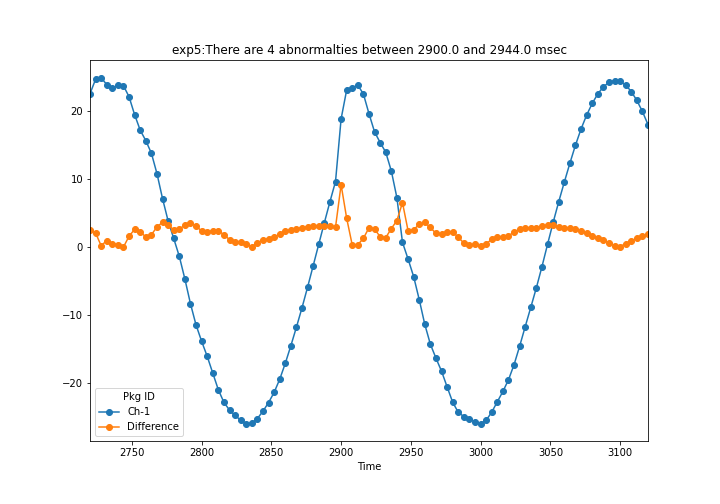 exp5:There are 4 abnormalties between 2900.0 and 2944.0 msec
20
10
0
−10
−20
Pkg ID
Ch-1
Difference
2750 2800 2850 2900 2950 3000 3050 3100
Time